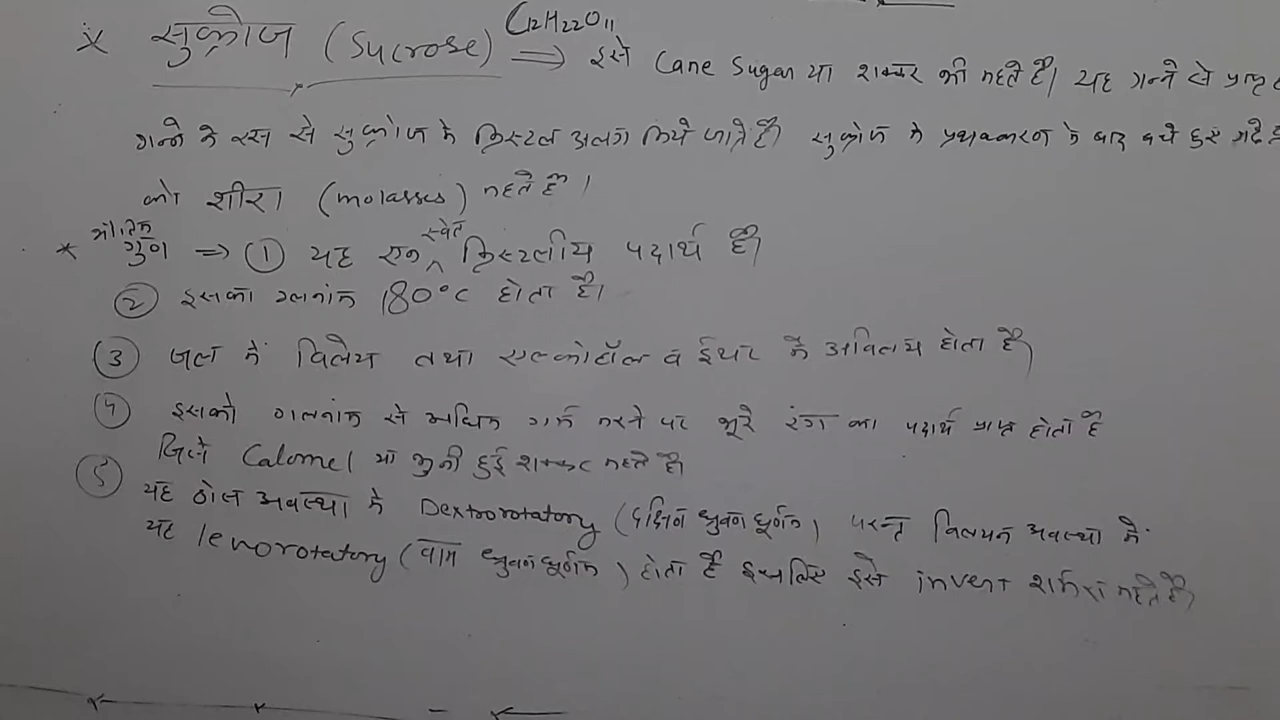 * सुक्रोज (Sucrose) C12H22O11 ⇒ इसे Cane Sugar या शक्कर भी कहते हैं। यह गन्ने से प्राप्त
गन्ने के रस से सुक्रोज के क्रिस्टल अलग किये जाते हैं। सुक्रोज के प्रथक्करण के बाद बचे हुए
को शीरा (molasses) कहते हैं।
* भौतिक गुण ⇒ ① यह एक श्वेत क्रिस्टलीय पदार्थ है।
② इसका गलनांक 180°C होता है।
③ जल में विलेय तथा एल्कोहॉल व ईथर में अविलेय होता है।
④ इसको गलनांक से अधिक गर्म करने पर भूरे रंग का पदार्थ प्राप्त होता है
जिसे Calomel या भुनी हुई शक्कर कहते हैं।
⑤ यह ठोस अवस्था में Dextrorotatory (दक्षिण ध्रुवण घूर्णक) परन्तु विलयन अवस्था में
यह levorotatory (वाम ध्रुवण घूर्णक) होता है इसलिए इसे invert शर्करा कहते हैं।